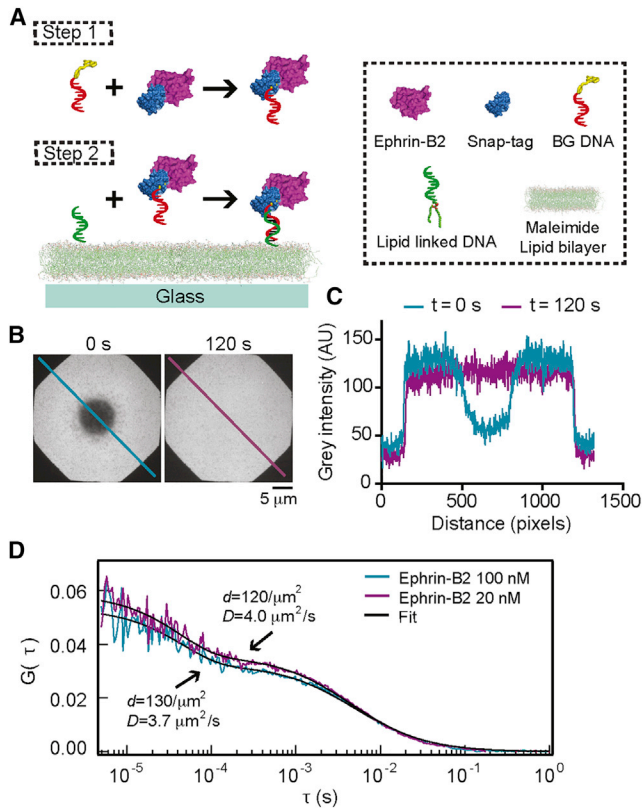 A
Step 1
Step 2
Glass
Ephrin-B2
Snap-tag
BG DNA
Lipid linked DNA
Maleimide
Lipid bilayer
B
0 s
120 s
5 μm
C
t = 0 s
t = 120 s
Grey intensity (AU)
150
100
50
0
0
500
1000
1500
Distance (pixels)
D
d=120/μm²
D=4.0 μm²/s
Ephrin-B2 100 nM
Ephrin-B2 20 nM
Fit
d=130/μm²
D=3.7 μm²/s
G( τ)
0.06
0.04
0.02
0.00
10⁻⁵
10⁻⁴
10⁻³
10⁻²
10⁻¹
10⁰
τ (s)